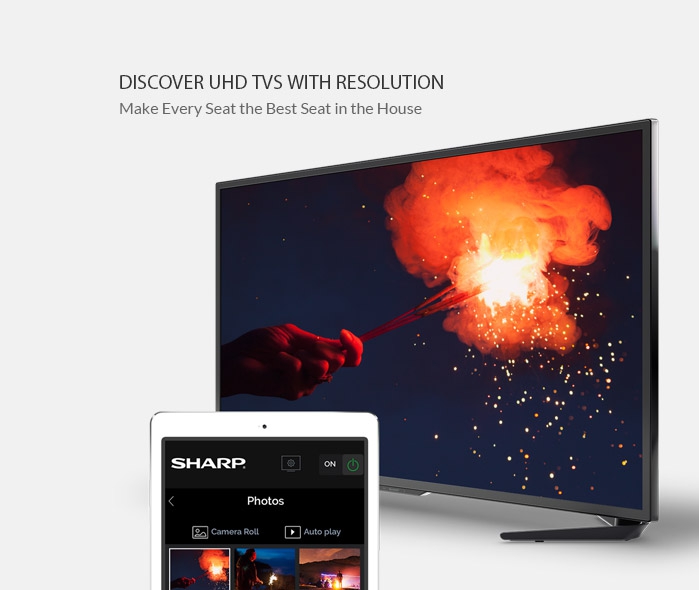 DISCOVER UHD TVS WITH RESOLUTION
Make Every Seat the Best Seat in the House
SHARP
ON
Photos
Camera Roll
Auto play